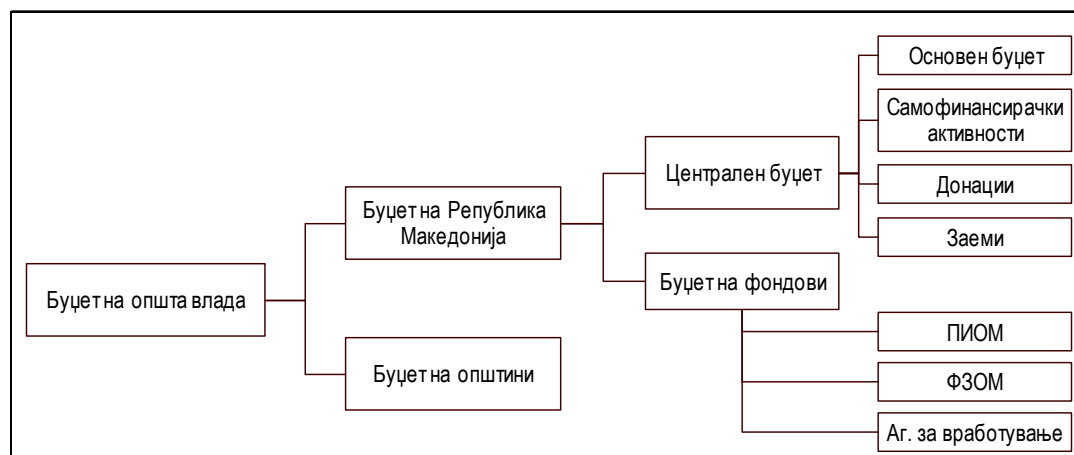 Основен буџет
Самофинансирачки
активности
Централен буџет
Донации
Буџет на Република
Македонија
Заеми
Буџет на општа влада
Буџет на фондови
ПИОМ
Буџет на општини
ФЗОМ
Аг. за вработување